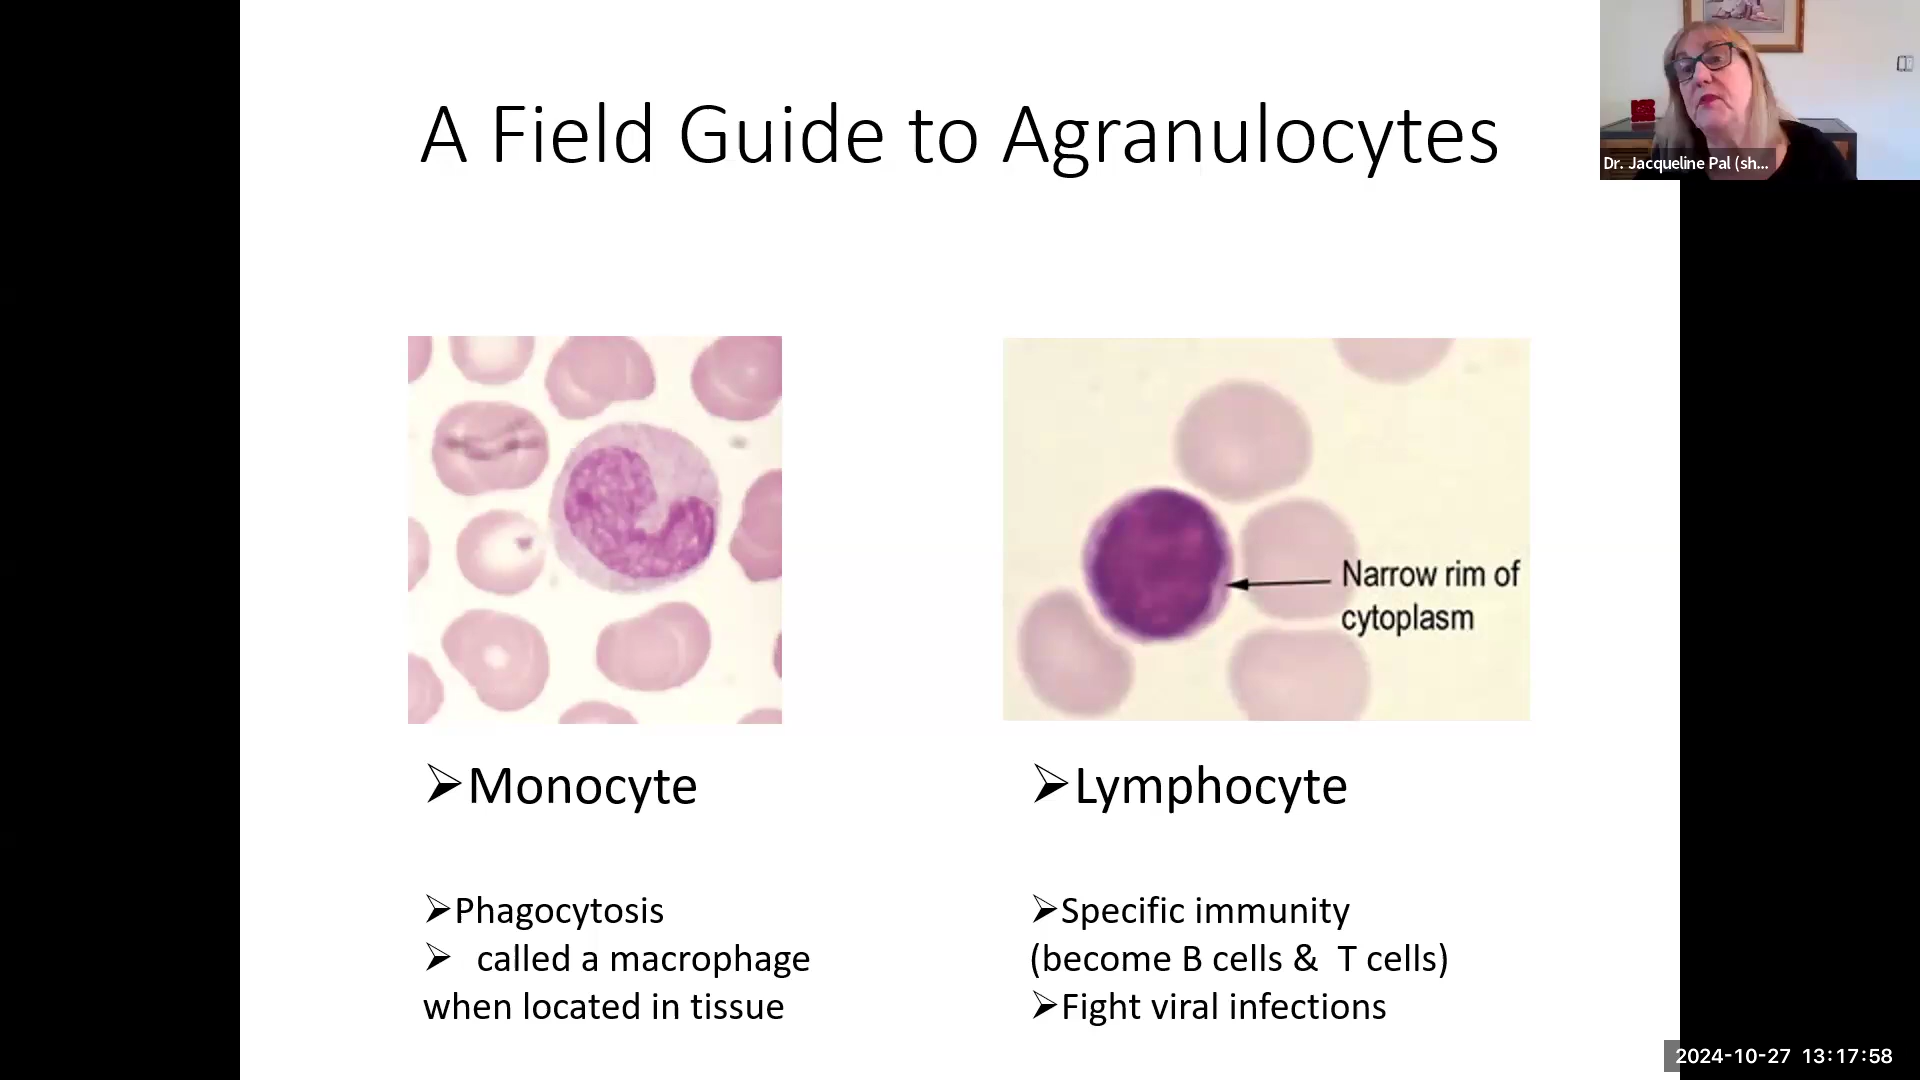 A Field Guide to Agranulocytes
Dr. Jacqueline Pal (sh...
Narrow rim of
cytoplasm
➢Monocyte
➢Phagocytosis
➢ called a macrophage
when located in tissue
➢Lymphocyte
➢Specific immunity
(become B cells & T cells)
➢Fight viral infections
2024-10-27 13:17:58